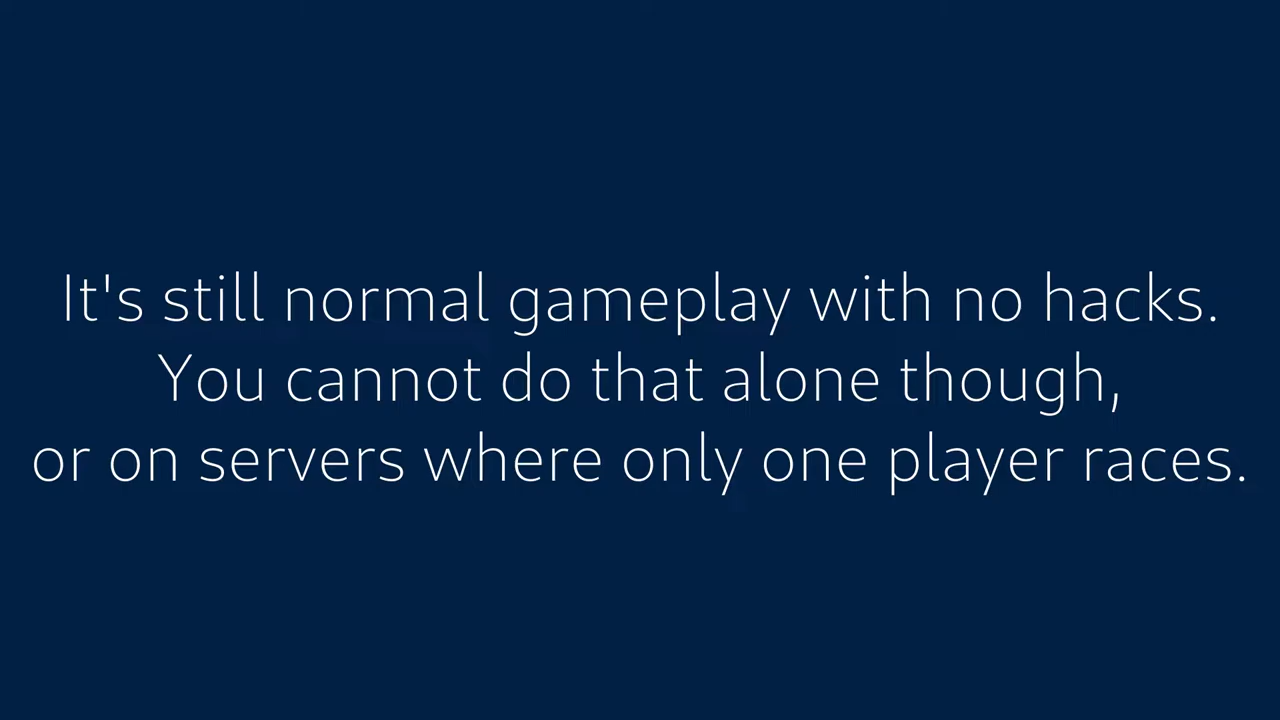 It's still normal gameplay with no hacks.
You cannot do that alone though,
or on servers where only one player races.